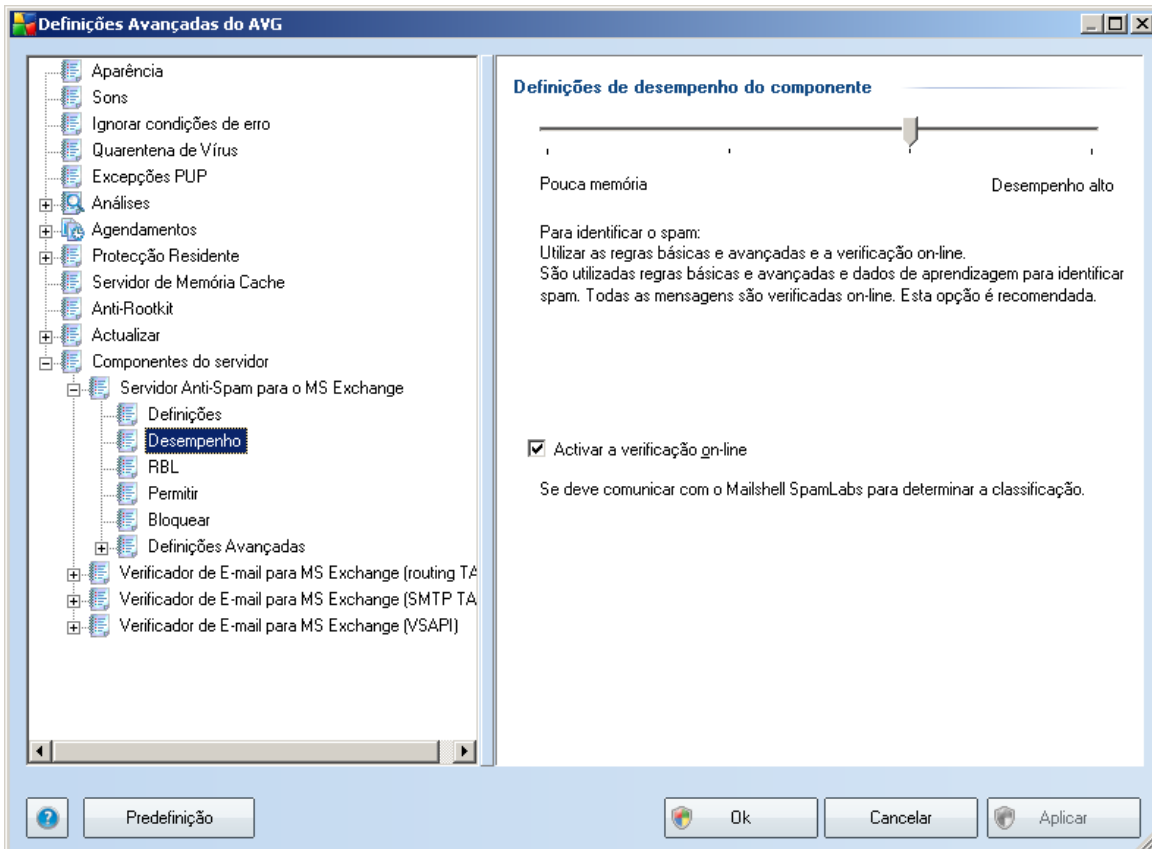 Definições Avançadas do AVG
Aparência
Sons
Ignorar condições de erro
Quarentena de Vírus
Excepções PUP
Análises
Agendamentos
Protecção Residente
Servidor de Memória Cache
Anti-Rootkit
Actualizar
Componentes do servidor
Servidor Anti-Spam para o MS Exchange
Definições
Desempenho
RBL
Permitir
Bloquear
Definições Avançadas
Verificador de E-mail para MS Exchange (routing TA
Verificador de E-mail para MS Exchange (SMTP TA
Verificador de E-mail para MS Exchange (VSAPI)
Definições de desempenho do componente
Pouca memória
Desempenho alto
Para identificar o spam:
Utilizar as regras básicas e avançadas e a verificação on-line.
São utilizadas regras básicas e avançadas e dados de aprendizagem para identificar
spam. Todas as mensagens são verificadas on-line. Esta opção é recomendada.
Activar a verificação on-line
Se deve comunicar com o Mailshell SpamLabs para determinar a classificação.
Predefinição
Ok
Cancelar
Aplicar